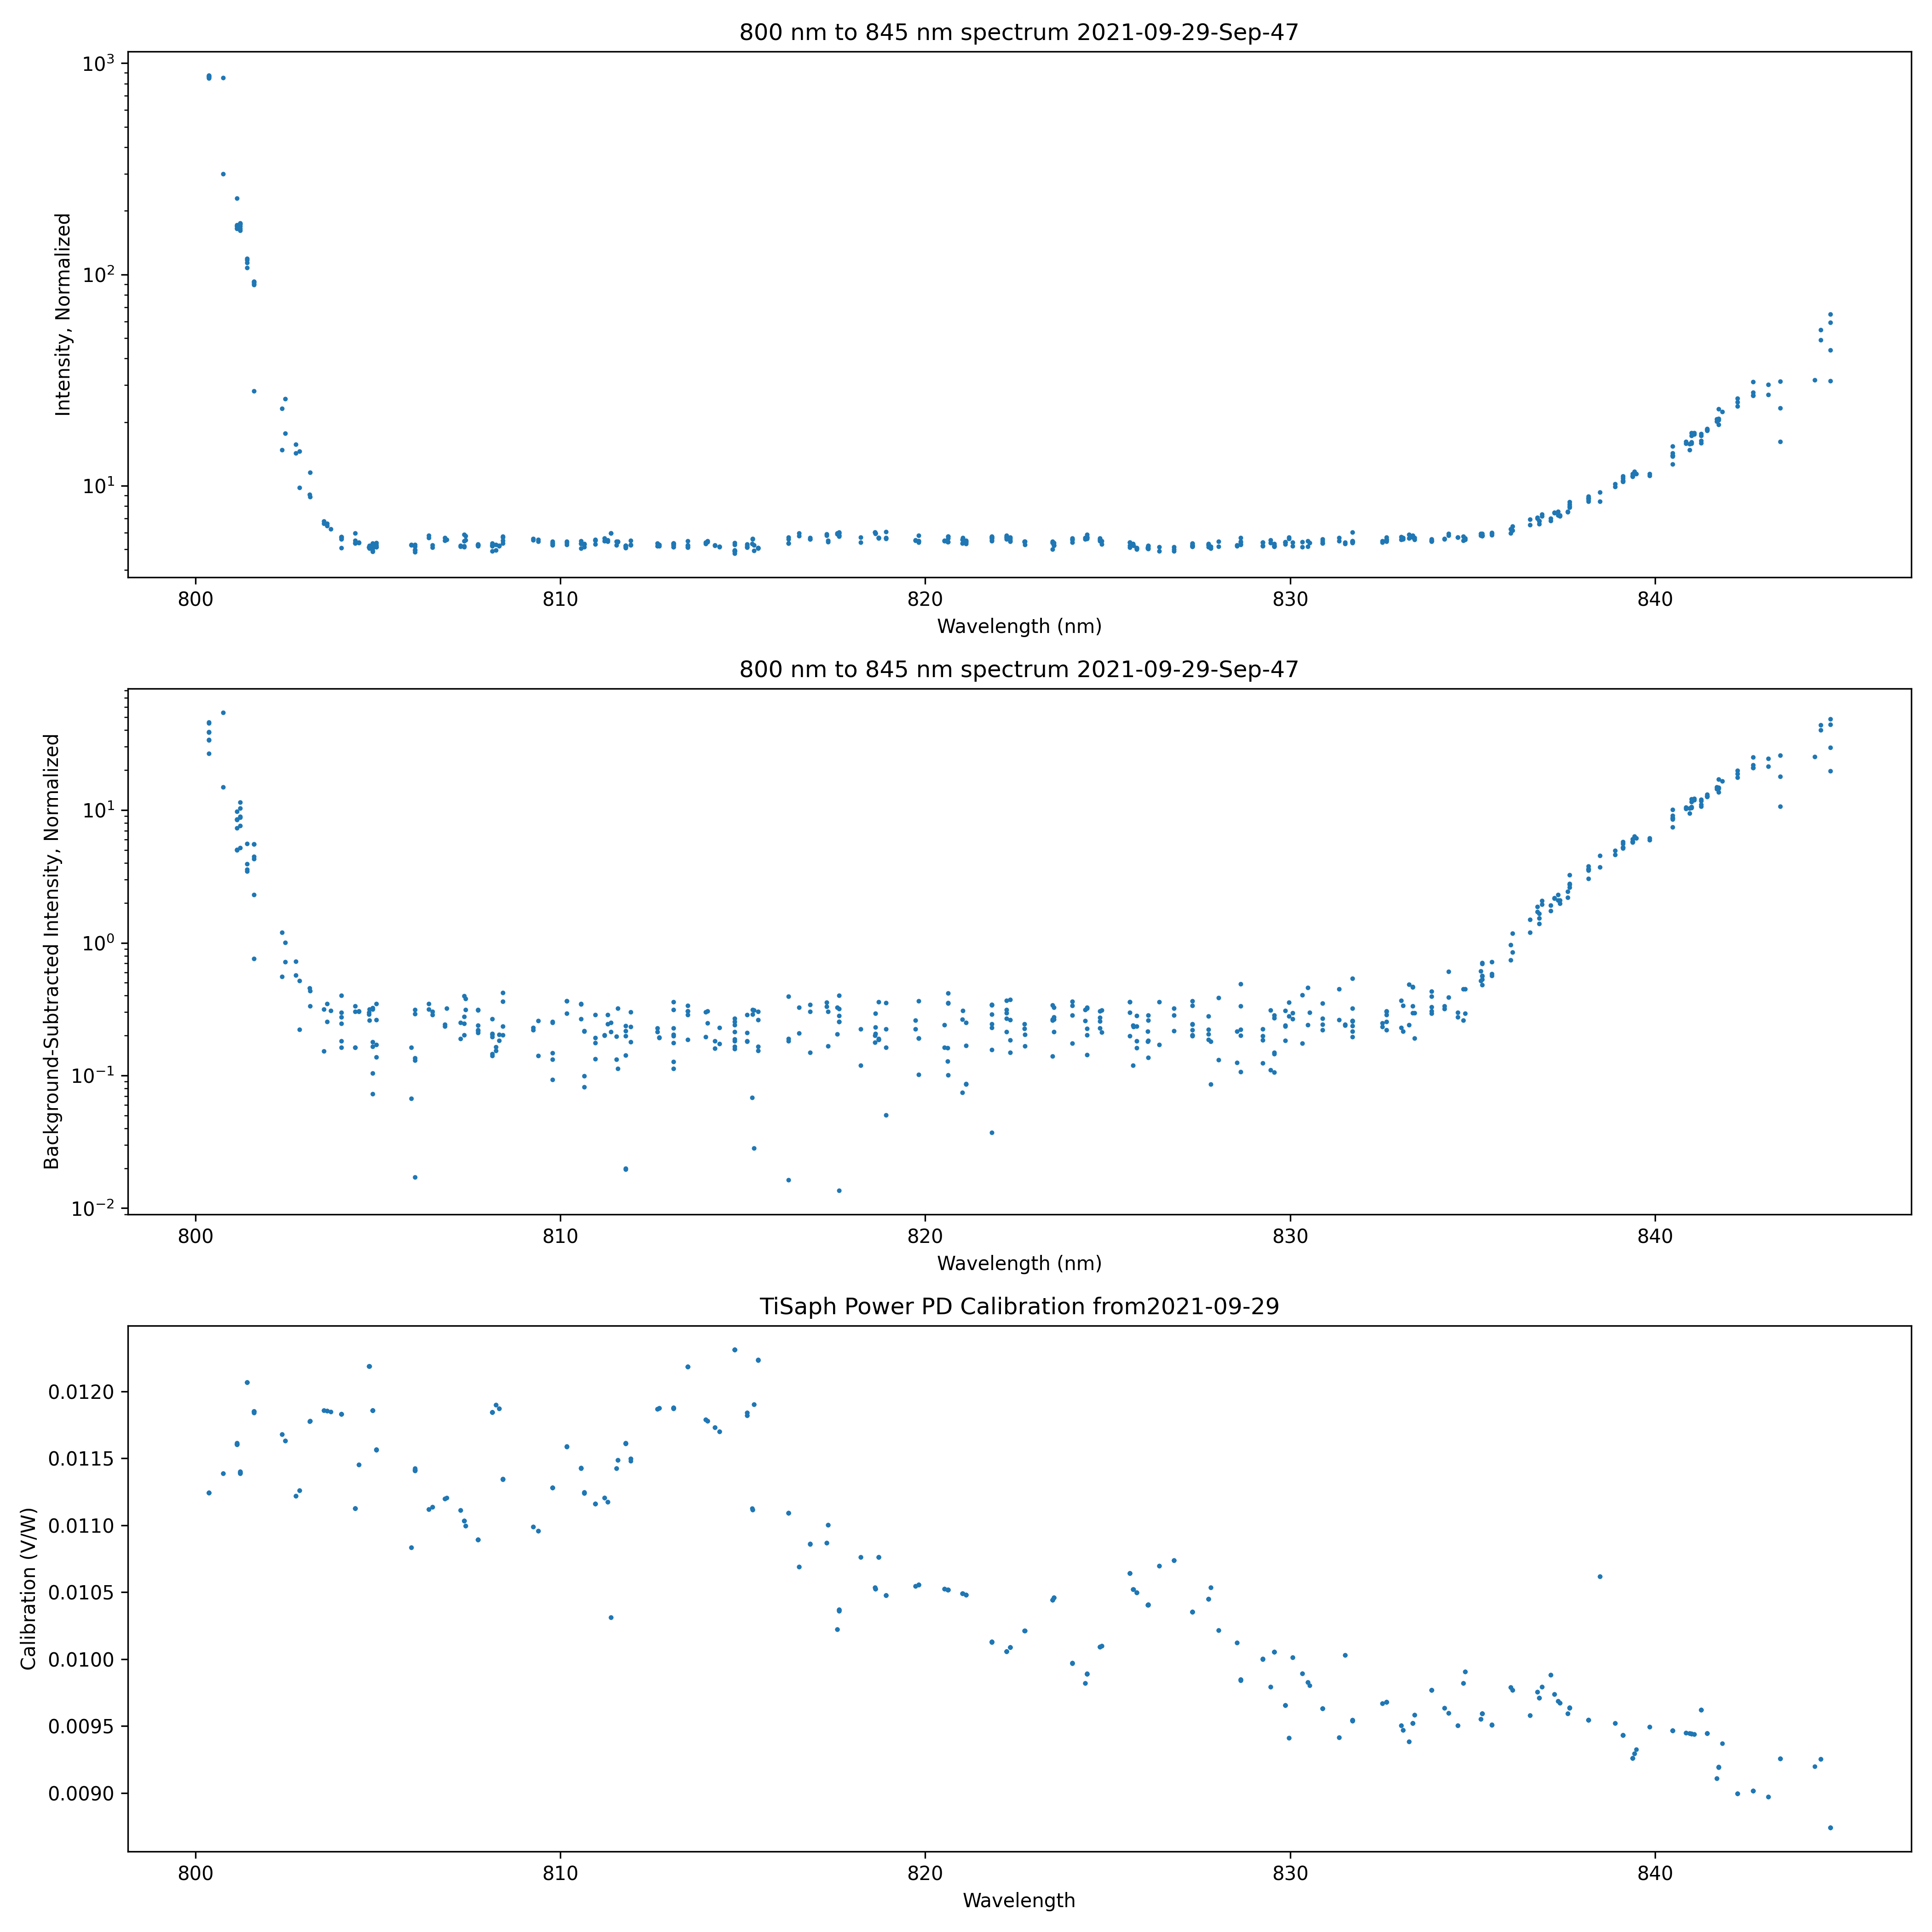 800 nm to 845 nm spectrum 2021-09-29-Sep-47
Intensity, Normalized
10³
10²
10¹
800 810 820 830 840
Wavelength (nm)
800 nm to 845 nm spectrum 2021-09-29-Sep-47
Background-Subtracted Intensity, Normalized
10¹
10⁰
10⁻¹
10⁻²
800 810 820 830 840
Wavelength (nm)
TiSaph Power PD Calibration from2021-09-29
Calibration (V/W)
0.0120
0.0115
0.0110
0.0105
0.0100
0.0095
0.0090
800 810 820 830 840
Wavelength